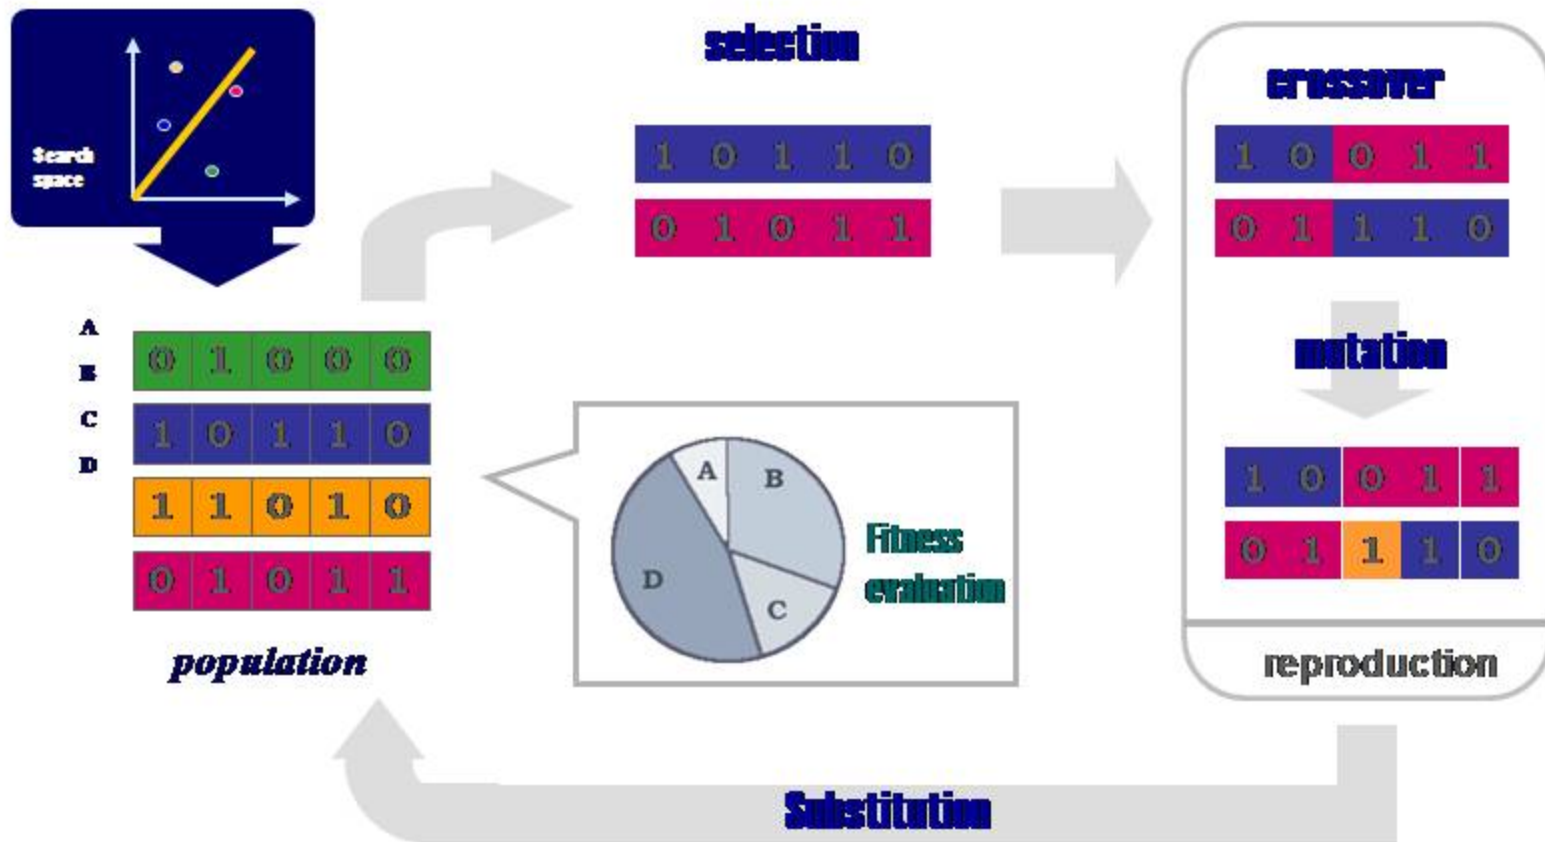 Search
space
selection
1 0 1 1 0
0 1 0 1 1
crossover
1 0 0 1 1
0 1 1 1 0
mutation
1 0 0 1 1
0 1 1 1 0
reproduction
A
B
C
D
0 1 0 0 0
1 0 1 1 0
1 1 0 1 0
0 1 0 1 1
population
A
B
C
D
Fitness
evaluation
Substitution